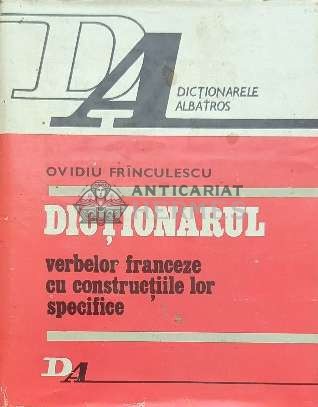 DA
DICȚIONARELE
ALBATROS
OVIDIU FRÎNCULESCU
ANTICARIAT
DICȚIONARUL
verbelor franceze
cu construcțiile lor
specifice
DA